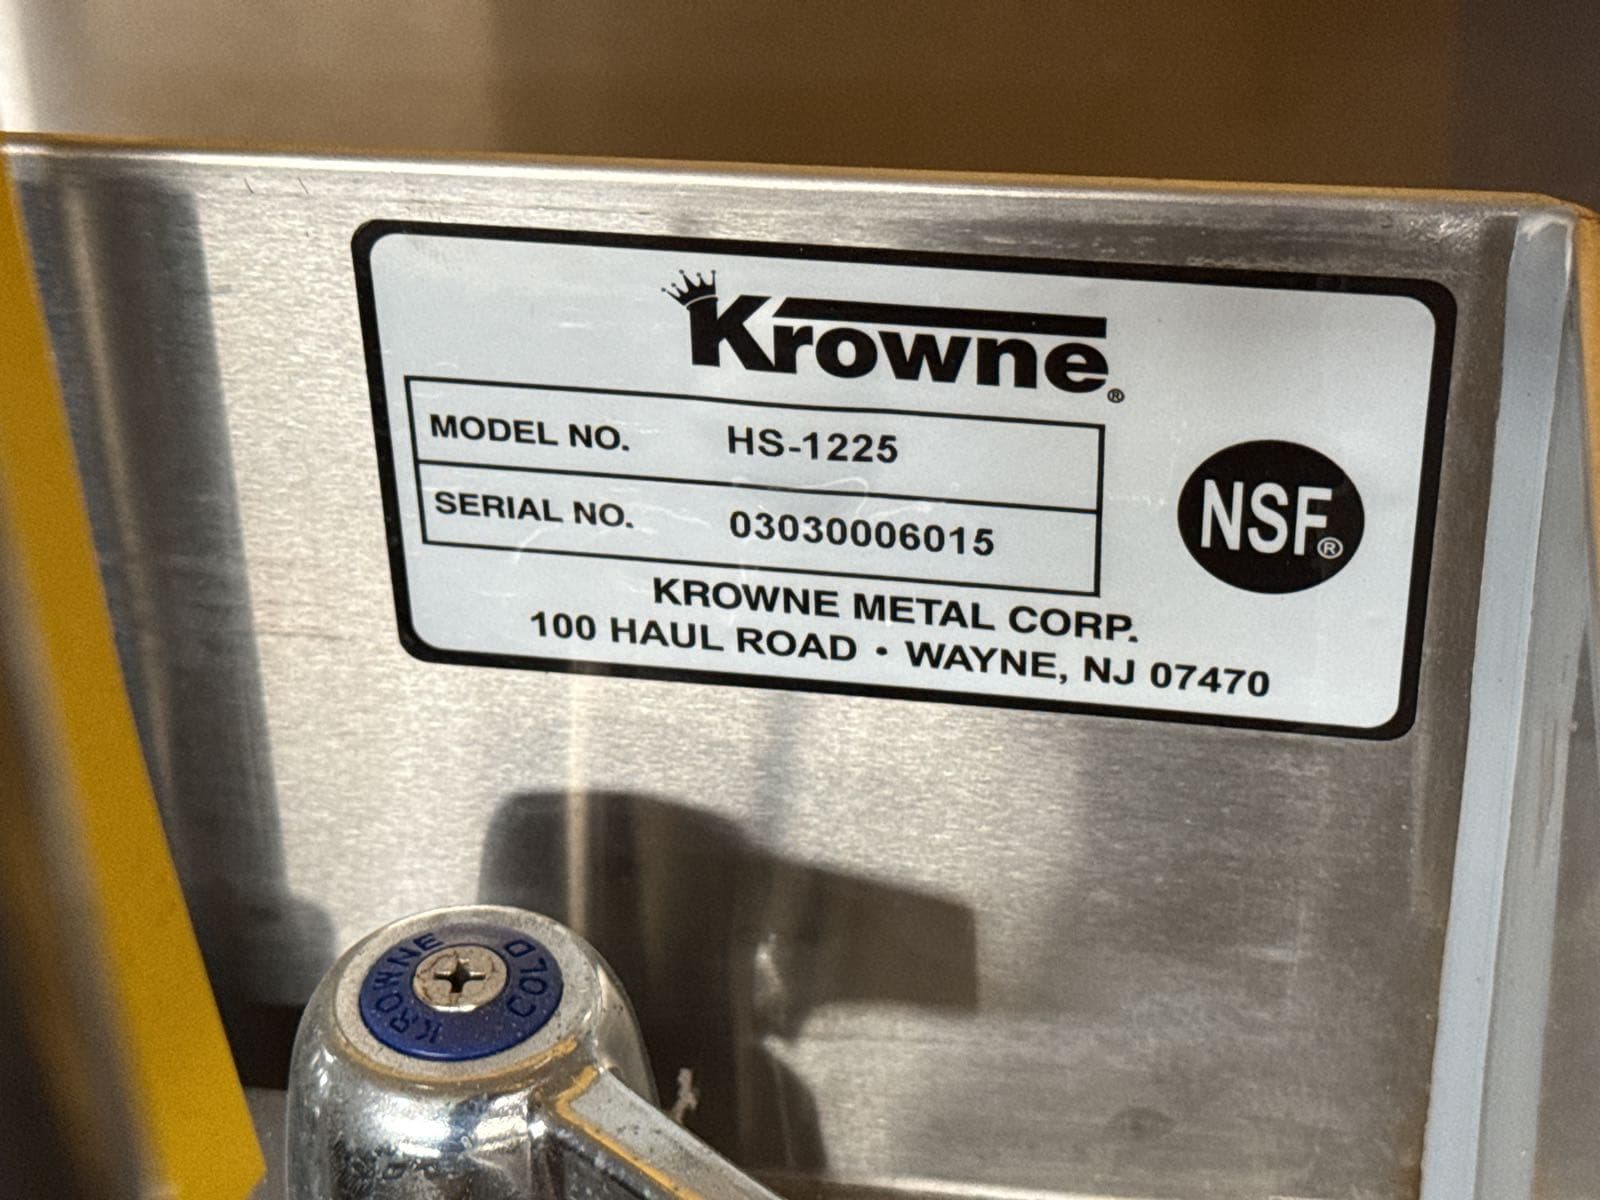 Krowne®
MODEL NO. HS-1225
SERIAL NO. 03030006015
NSF®
KROWNE METAL CORP.
100 HAUL ROAD • WAYNE, NJ 07470
KROWNE COLD